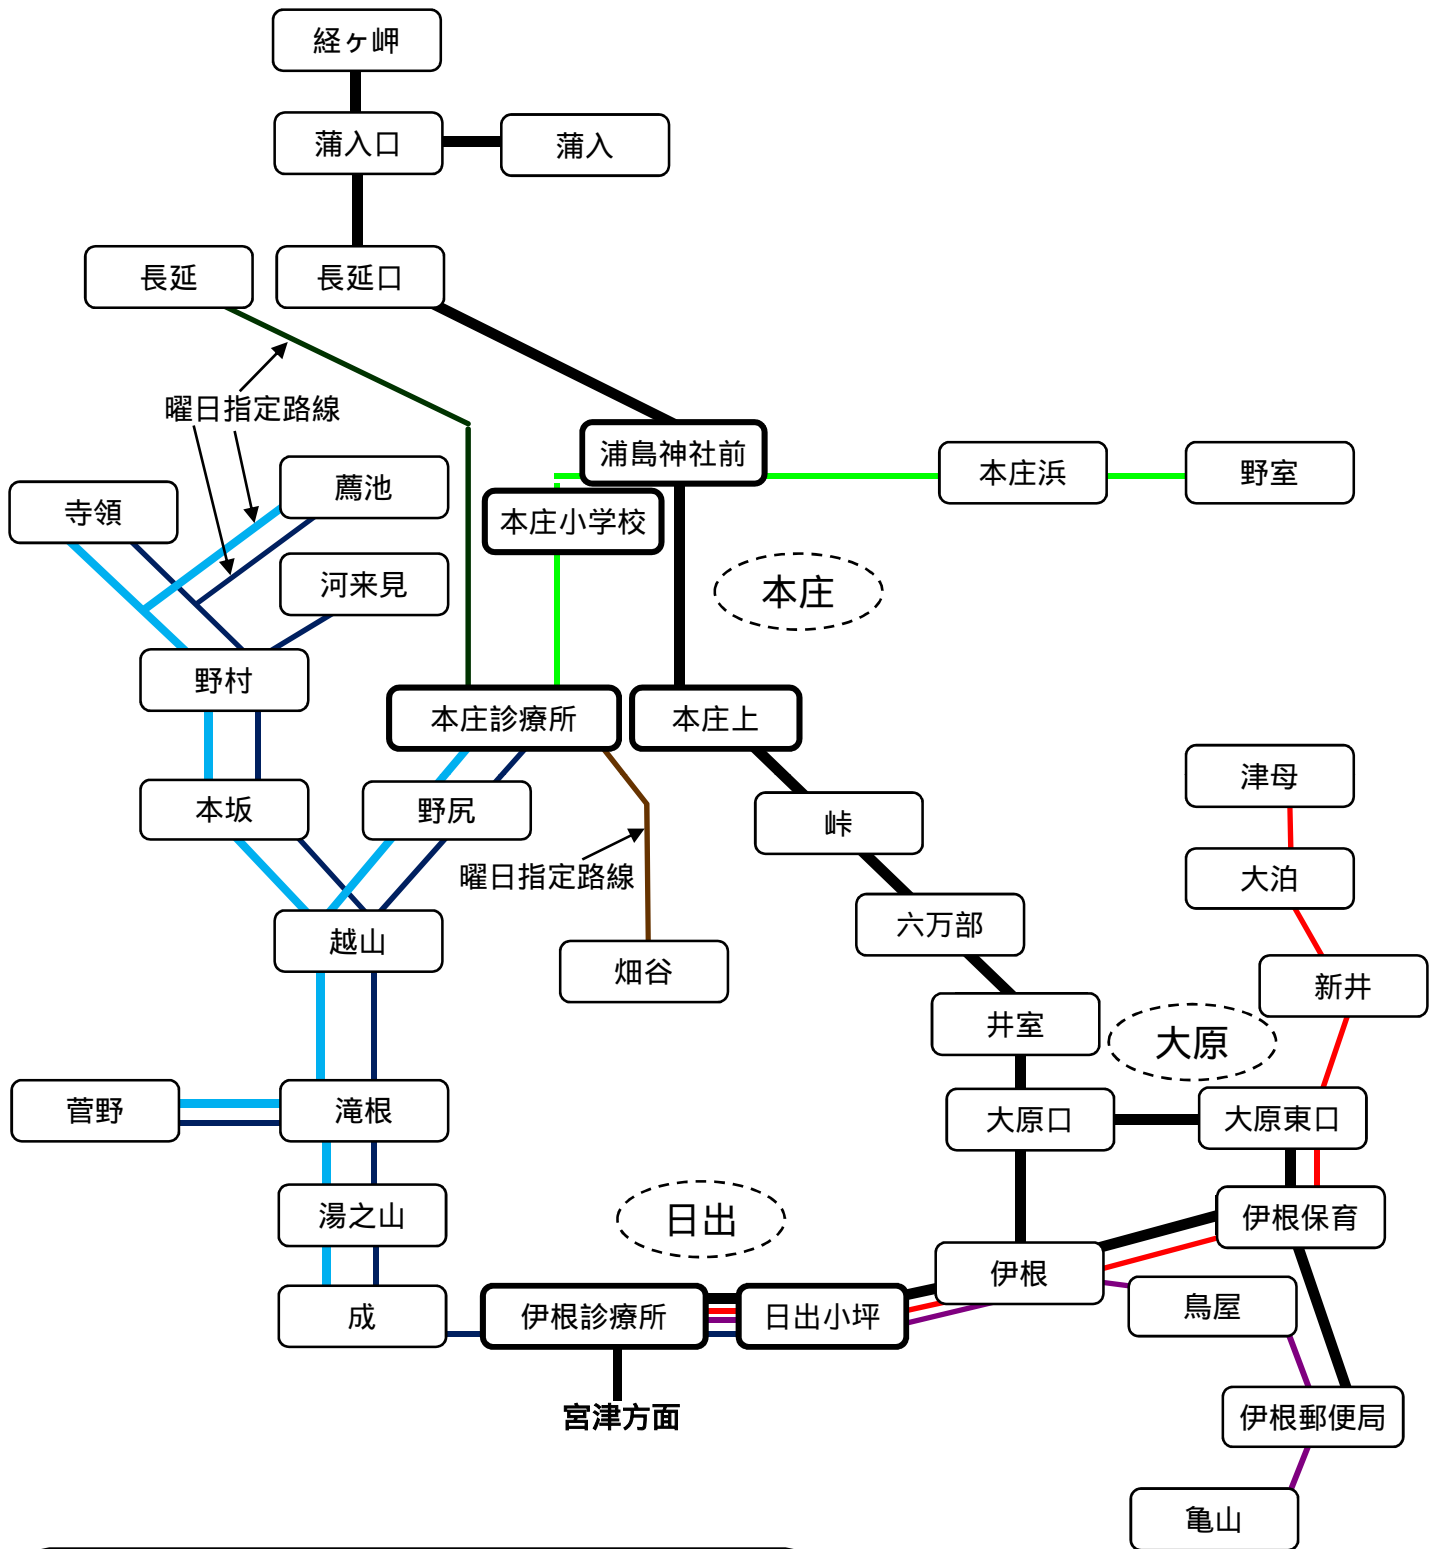 経ヶ岬
蒲入口
蒲入
長延
長延口
曜日指定路線
浦島神社前
本庄浜
野室
寺領
薦池
本庄小学校
河来見
本庄
野村
本庄診療所
本庄上
津母
本坂
野尻
峠
大泊
曜日指定路線
六万部
越山
畑谷
新井
井室
大原
菅野
滝根
大原口
大原東口
湯之山
日出
伊根保育
伊根
成
伊根診療所
日出小坪
鳥屋
宮津方面
伊根郵便局
亀山